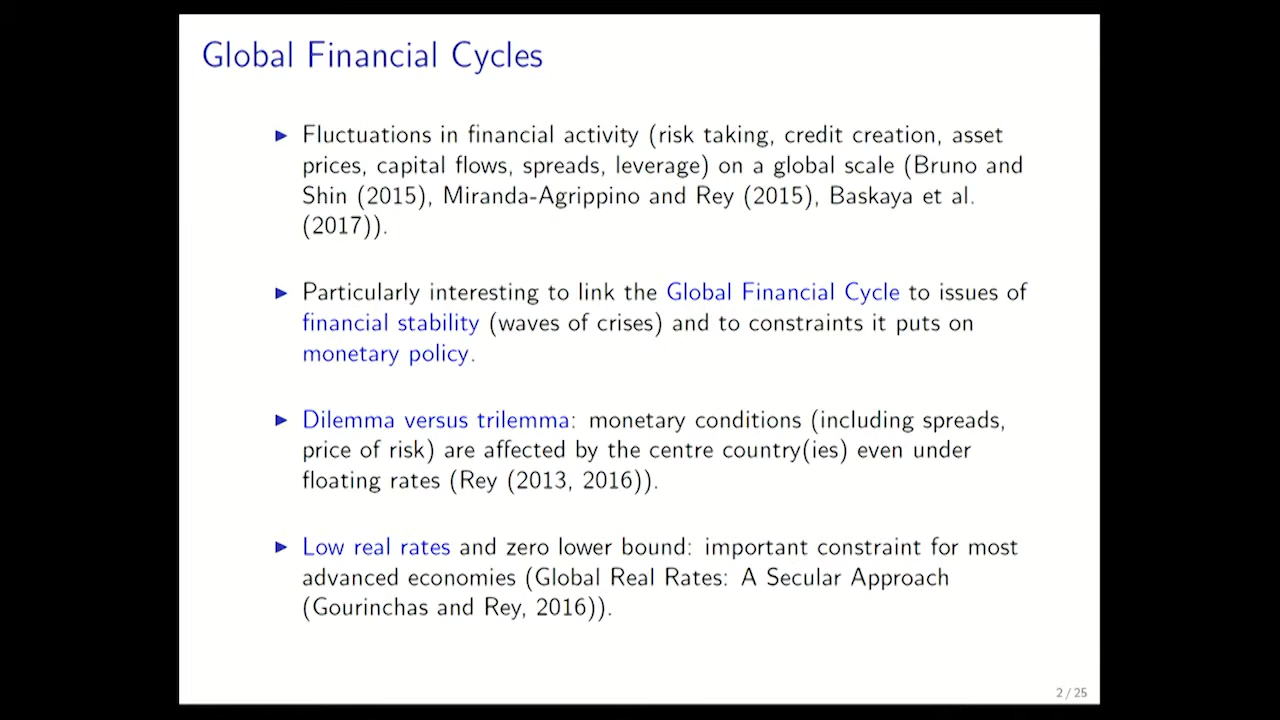 Global Financial Cycles
▶ Fluctuations in financial activity (risk taking, credit creation, asset
prices, capital flows, spreads, leverage) on a global scale (Bruno and
Shin (2015), Miranda-Agrippino and Rey (2015), Baskaya et al.
(2017)).
▶ Particularly interesting to link the Global Financial Cycle to issues of
financial stability (waves of crises) and to constraints it puts on
monetary policy.
▶ Dilemma versus trilemma: monetary conditions (including spreads,
price of risk) are affected by the centre country(ies) even under
floating rates (Rey (2013, 2016)).
▶ Low real rates and zero lower bound: important constraint for most
advanced economies (Global Real Rates: A Secular Approach
(Gourinchas and Rey, 2016)).
2 / 25